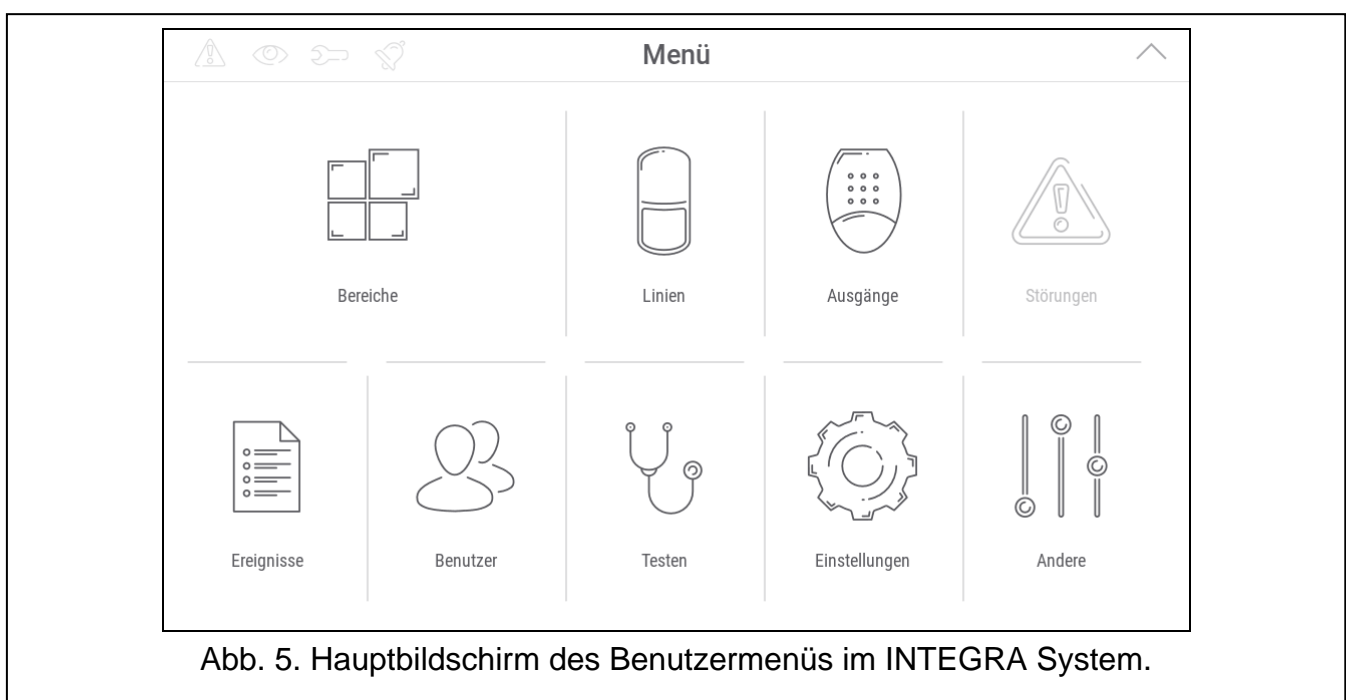 Menü
Bereiche
Linien
Ausgänge
Störungen
Ereignisse
Benutzer
Testen
Einstellungen
Andere
Abb. 5. Hauptbildschirm des Benutzermenüs im INTEGRA System.